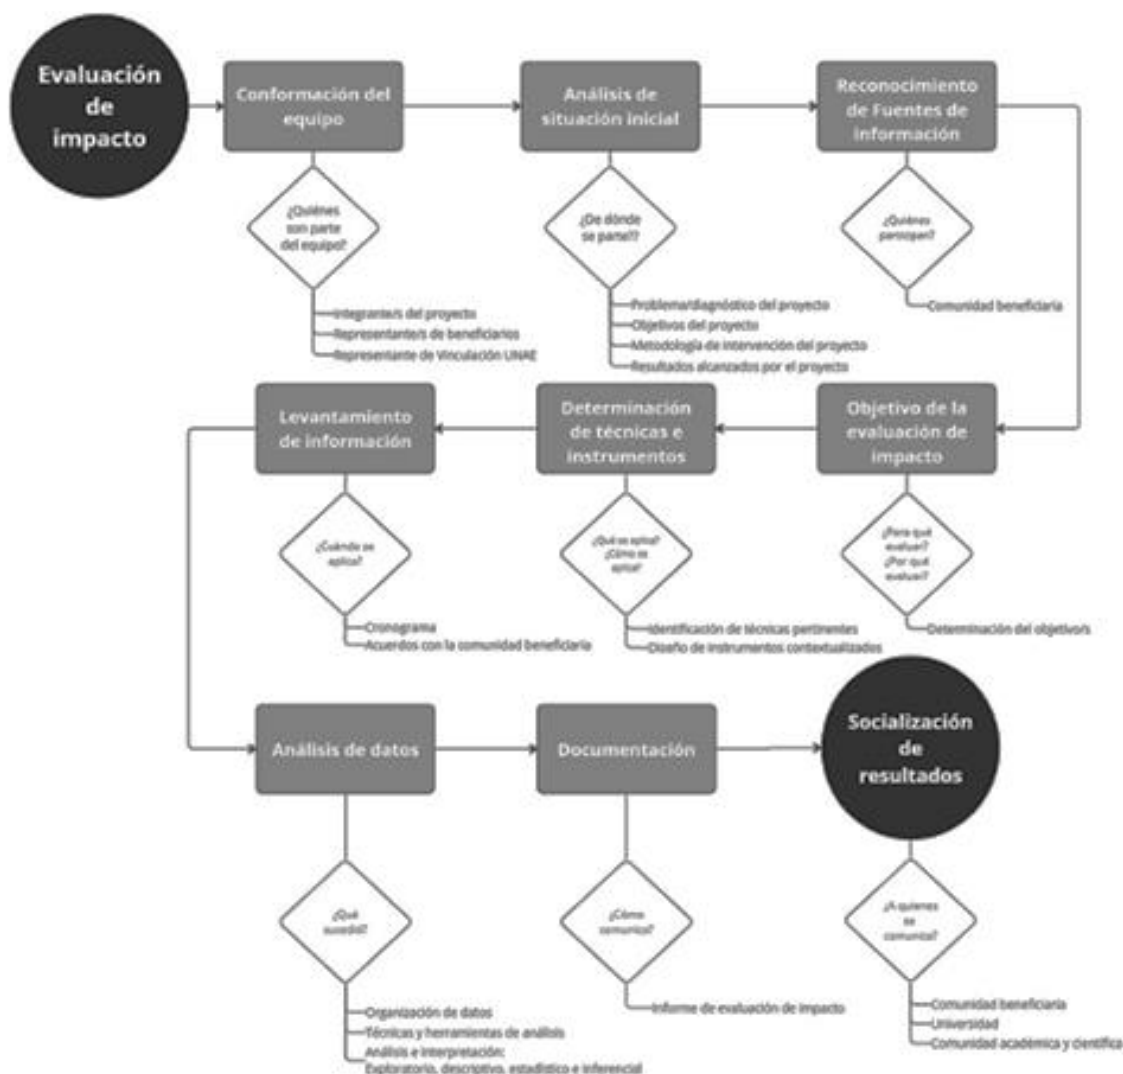 Evaluación
de
impacto
Conformación del
equipo
Análisis de
situación inicial
Reconocimiento
de Fuentes de
información
¿Quiénes
son parte
del equipo?
¿De dónde
se parte??
¿Quiénes
participan?
Integrante/s del proyecto
Representante/s de beneficiarios
Representante de Vinculación UNAE
Problema/diagnóstico del proyecto
Objetivos del proyecto
Metodología de intervención del proyecto
Resultados alcanzados por el proyecto
Comunidad beneficiaria
Levantamiento
de información
Determinación
de técnicas e
instrumentos
Objetivo de la
evaluación de
impacto
¿Cuándo se
aplica?
¿Qué se aplica?
¿Cómo se
aplica?
¿Para qué
evaluar?
¿Por qué
evaluar?
Cronograma
Acuerdos con la comunidad beneficiaria
Identificación de técnicas pertinentes
Diseño de instrumentos contextualizados
Determinación del objetivo/s
Análisis de datos
Documentación
Socialización
de
resultados
¿Qué
¿Cómo
comunica?
¿A quienes
se
comunica?
Organización de datos
Técnicas y herramientas de análisis
Análisis e interpretación:
Exploratorio, descriptivo, estadístico e inferencial
Informe de evaluación de impacto
Comunidad beneficiaria
Universidad
Comunidad académica y científica